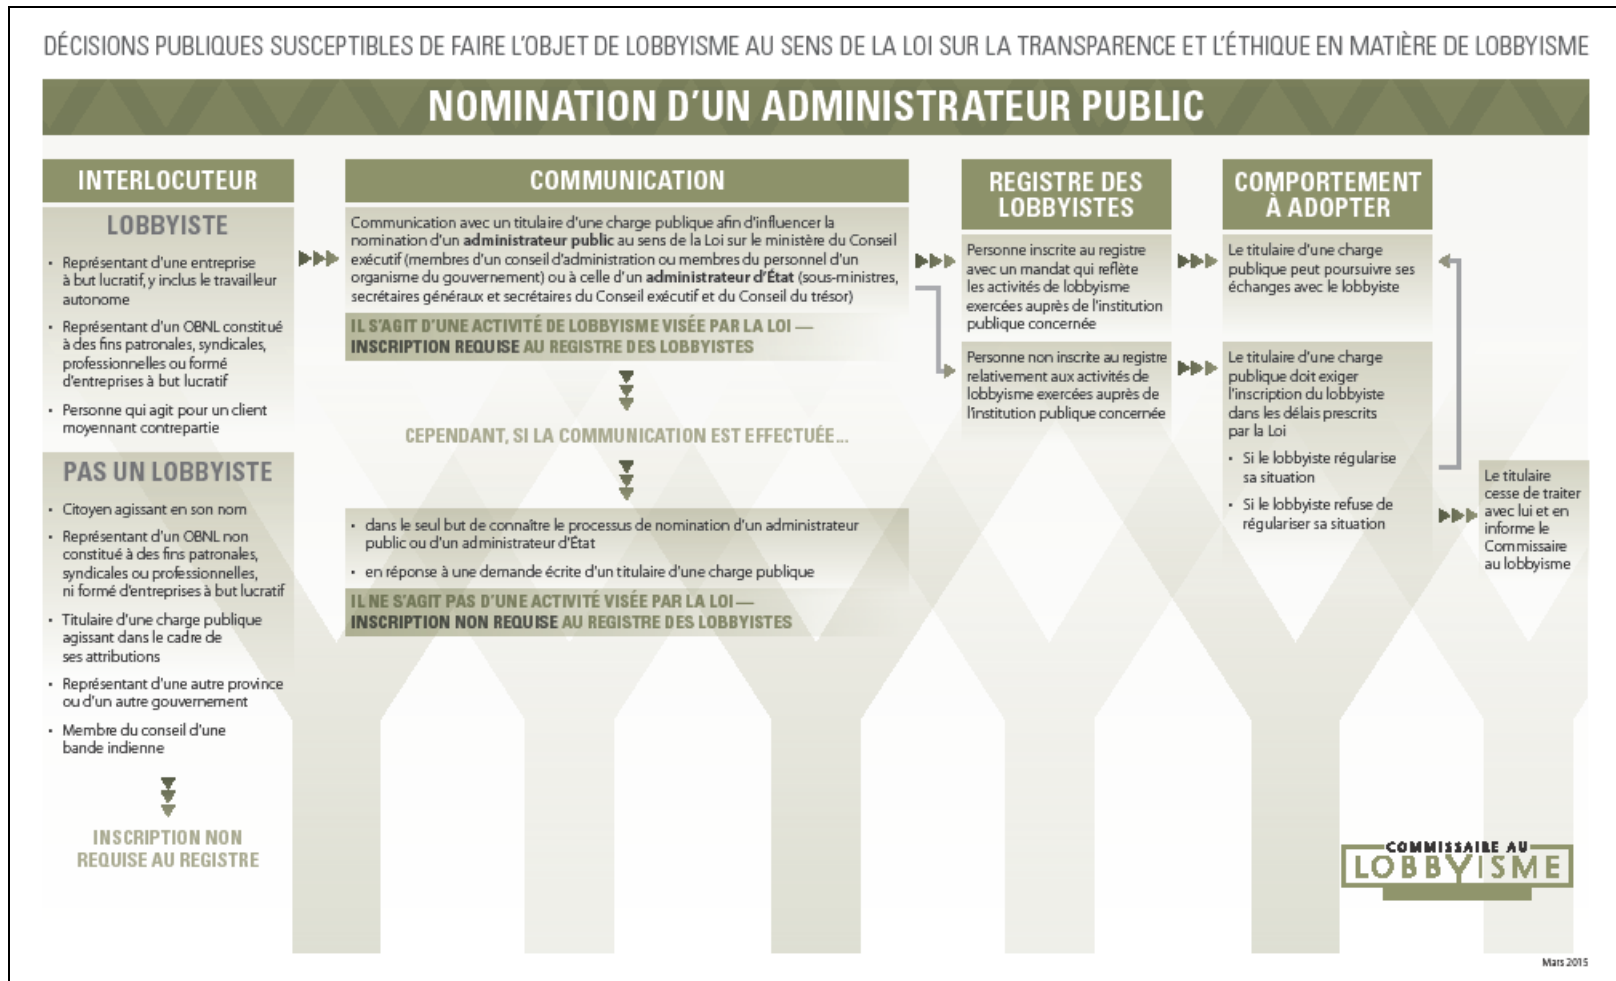 DÉCISIONS PUBLIQUES SUSCEPTIBLES DE FAIRE L'OBJET DE LOBBYISME AU SENS DE LA LOI SUR LA TRANSPARENCE ET L'ÉTHIQUE EN MATIÈRE DE LOBBYISME
NOMINATION D'UN ADMINISTRATEUR PUBLIC
INTERLOCUTEUR
LOBBYISTE
• Représentant d'une entreprise
à but lucratif, y inclus le travailleur
autonome
• Représentant d'un OBNL constitué
à des fins patronales, syndicales,
professionnelles ou formé
d'entreprises à but lucratif
• Personne qui agit pour un client
moyennant contrepartie
PAS UN LOBBYISTE
• Citoyen agissant en son nom
• Représentant d'un OBNL non
constitué à des fins patronales,
syndicales ou professionnelles,
ni formé d'entreprises à but lucratif
• Titulaire d'une charge publique
agissant dans le cadre de
ses attributions
• Représentant d'une autre province
ou d'un autre gouvernement
• Membre du conseil d'une
bande indienne
INSCRIPTION NON
REQUISE AU REGISTRE
COMMUNICATION
Communication avec un titulaire d'une charge publique afin d'influencer la
nomination d'un administrateur public au sens de la Loi sur le ministère du Conseil
exécutif (membres d'un conseil d'administration ou membres du personnel d'un
organisme du gouvernement) ou à celle d'un administrateur d'État (sous-ministres,
secrétaires généraux et secrétaires du Conseil exécutif et du Conseil du trésor)
IL S'AGIT D'UNE ACTIVITÉ DE LOBBYISME VISÉE PAR LA LOI —
INSCRIPTION REQUISE AU REGISTRE DES LOBBYISTES
CEPENDANT, SI LA COMMUNICATION EST EFFECTUÉE...
• dans le seul but de connaître le processus de nomination d'un administrateur
public ou d'un administrateur d'État
• en réponse à une demande écrite d'un titulaire d'une charge publique
IL NE S'AGIT PAS D'UNE ACTIVITÉ VISÉE PAR LA LOI —
INSCRIPTION NON REQUISE AU REGISTRE DES LOBBYISTES
REGISTRE DES
LOBBYISTES
Personne inscrite au registre
avec un mandat qui reflète
les activités de lobbyisme
exercées auprès de l'institution
publique concernée
Personne non inscrite au registre
relativement aux activités de
lobbyisme exercées auprès de
l'institution publique concernée
COMPORTEMENT
À ADOPTER
Le titulaire d'une charge
publique peut poursuivre ses
échanges avec le lobbyiste
Le titulaire d'une charge
publique doit exiger
l'inscription du lobbyiste
dans les délais prescrits
par la Loi
• Si le lobbyiste régularise
sa situation
• Si le lobbyiste refuse de
régulariser sa situation
Le titulaire
cesse de traiter
avec lui et en
informe le
Commissaire
au lobbyisme
COMMISSAIRE AU
LOBBYISME
Mars 2015